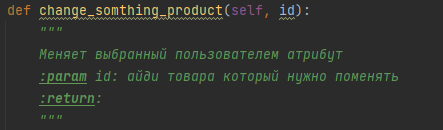 def change_somthing_product(self, id):
"""
Меняет выбранный пользователем атрибут
:param id: айди товара который нужно поменять
:return:
"""